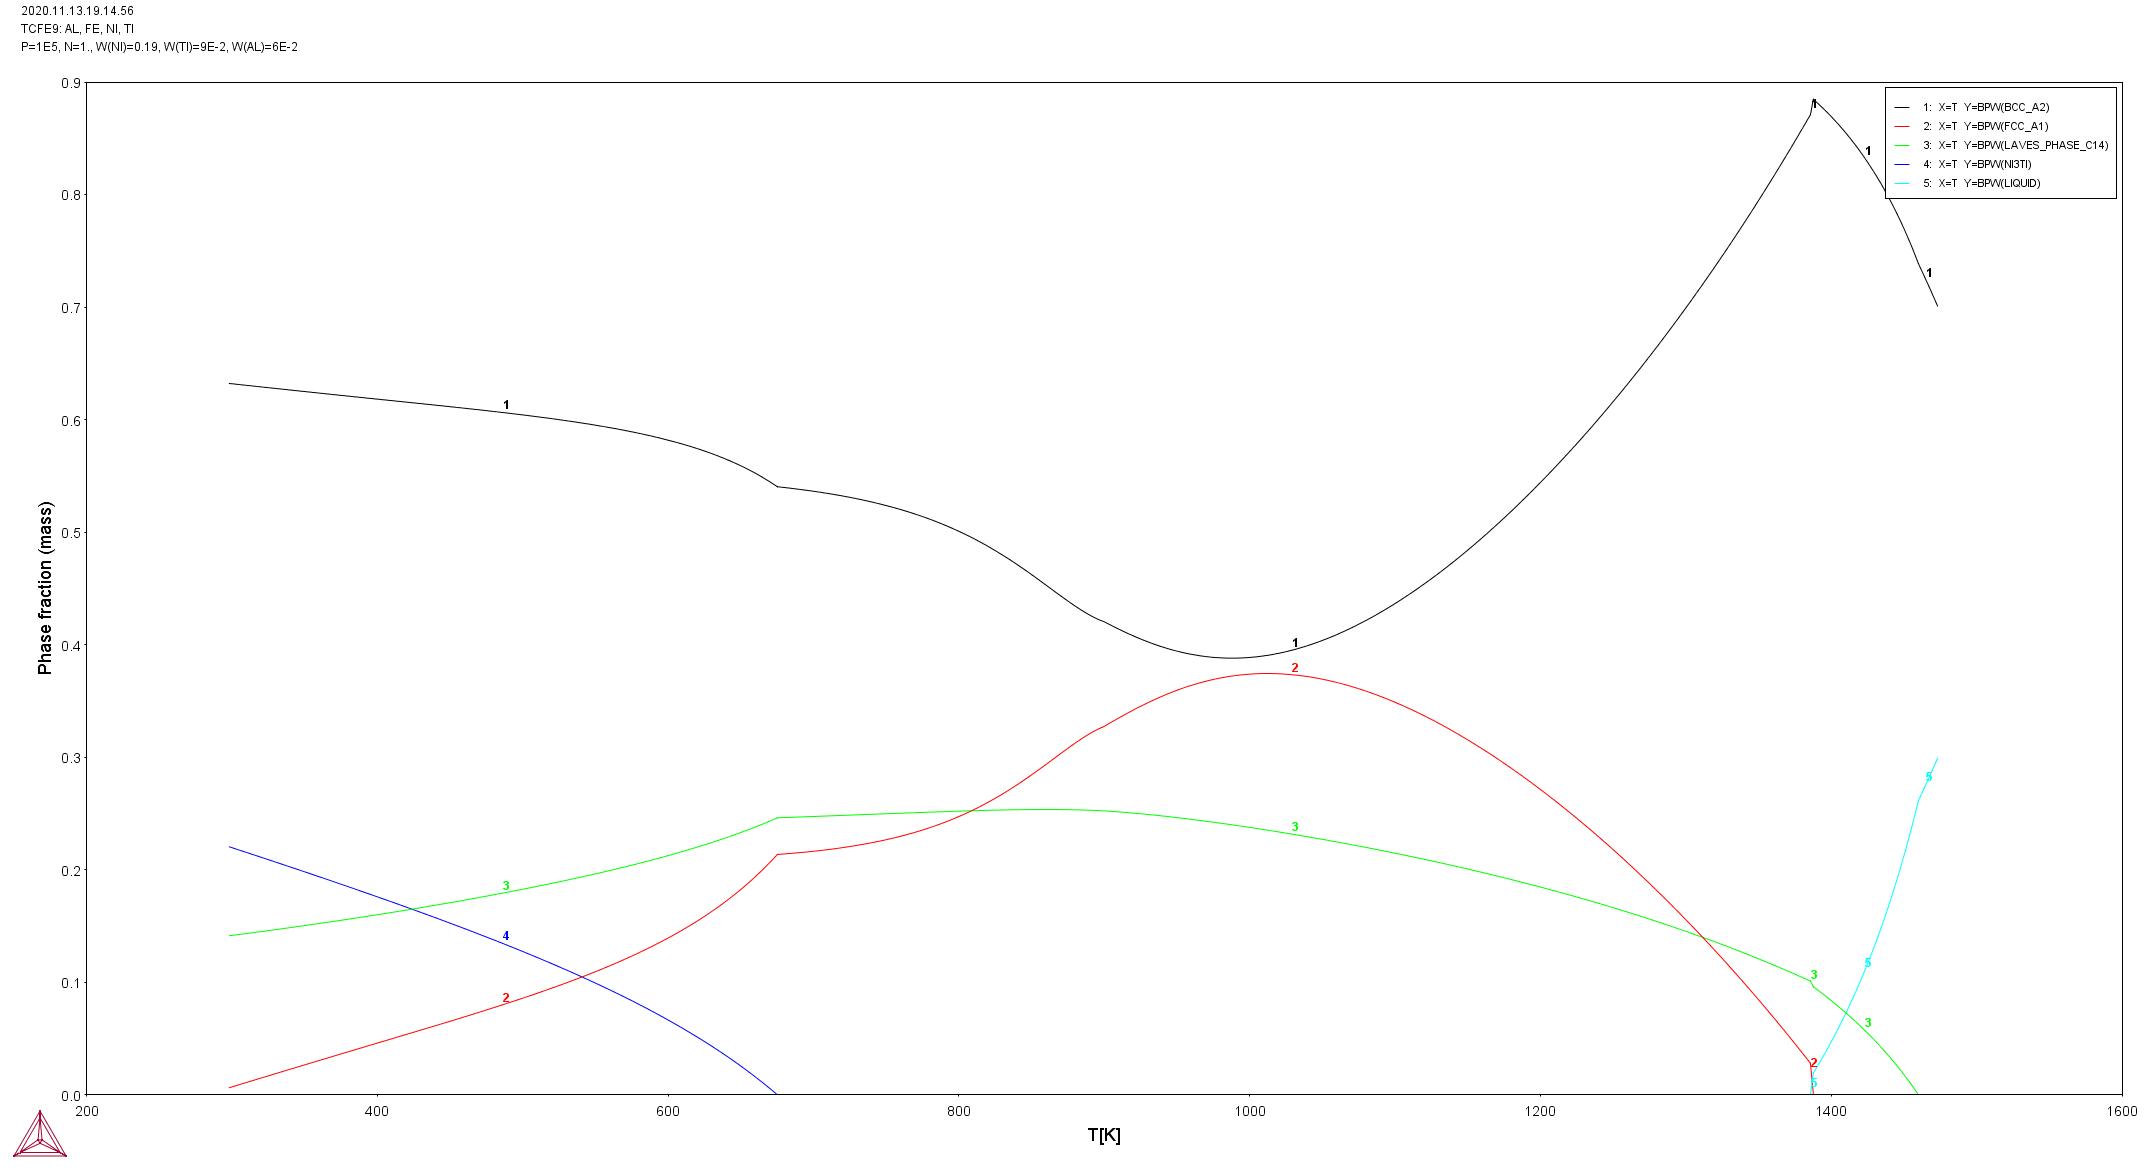 2020.11.13.19.14.56
TCFE9: AL, FE, NI, TI
P=1E5, N=1., W(NI)=0.19, W(TI)=9E-2, W(AL)=6E-2
0.9
0.8
0.7
0.6
0.5
0.4
0.3
0.2
0.1
0.0
Phase fraction (mass)
1: X=T Y=BPW(BCC_A2)
2: X=T Y=BPW(FCC_A1)
3: X=T Y=BPW(LAVES_PHASE_C14)
4: X=T Y=BPW(NI3TI)
5: X=T Y=BPW(LIQUID)
1
1
1
1
1
2
2
2
3
3
3
3
4
5
5
5
200 400 600 800 1000 1200 1400 1600
T[K]